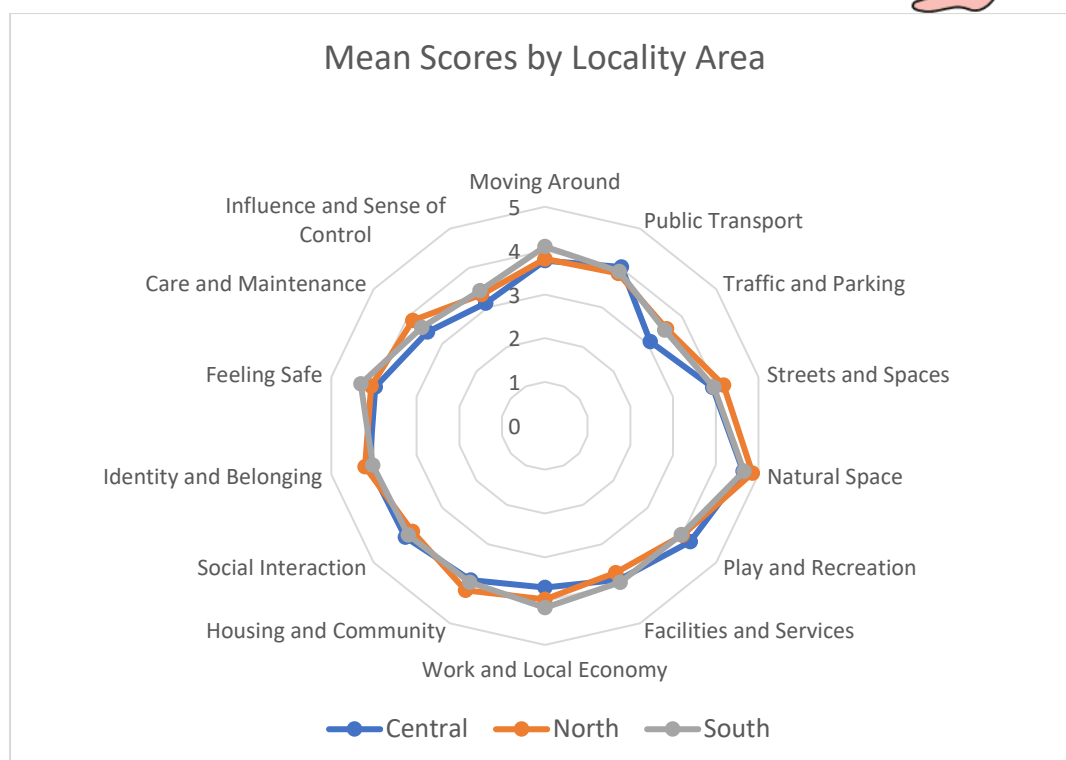 Mean Scores by Locality Area
Moving Around
Influence and Sense of
Control
Public Transport
Care and Maintenance
Traffic and Parking
Feeling Safe
Streets and Spaces
Identity and Belonging
Natural Space
Social Interaction
Play and Recreation
Housing and Community
Facilities and Services
Work and Local Economy
5
4
3
2
1
0
Central North South